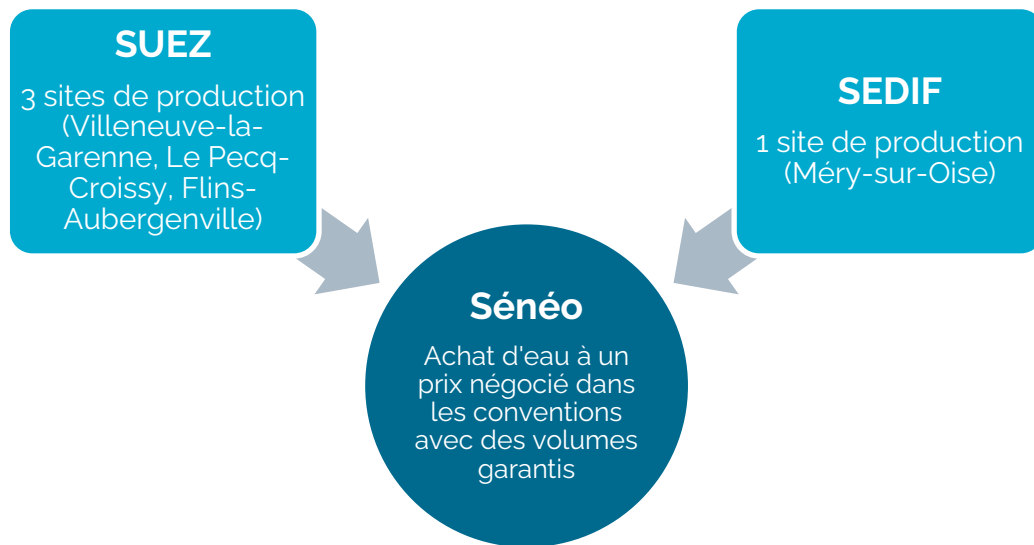 SUEZ
3 sites de production
(Villeneuve-la-
Garenne, Le Pecq-
Croissy, Flins-
Aubergenville)
SEDIF
1 site de production
(Méry-sur-Oise)
Sénéo
Achat d'eau à un
prix négocié dans
les conventions
avec des volumes
garantis